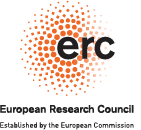 erc
European Research Council
Established by the European Commission